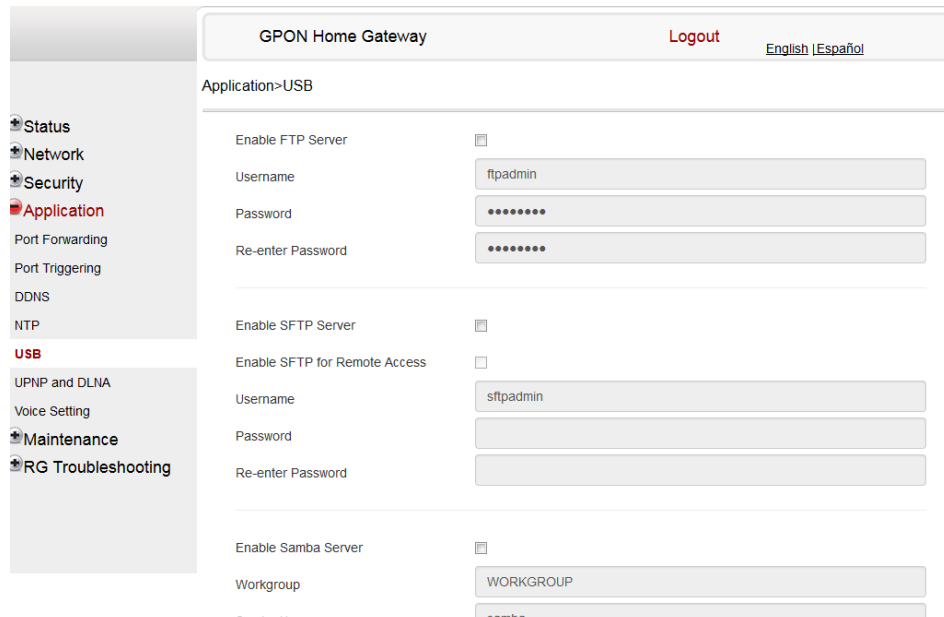 GPON Home Gateway
Logout
English | Español
Application>USB
Status
Network
Security
Application
Port Forwarding
Port Triggering
DDNS
NTP
USB
UPNP and DLNA
Voice Setting
Maintenance
RG Troubleshooting
Enable FTP Server
Username ftpadmin
Password ••••••••
Re-enter Password ••••••••
Enable SFTP Server
Enable SFTP for Remote Access
Username sftpadmin
Password
Re-enter Password
Enable Samba Server
Workgroup WORKGROUP